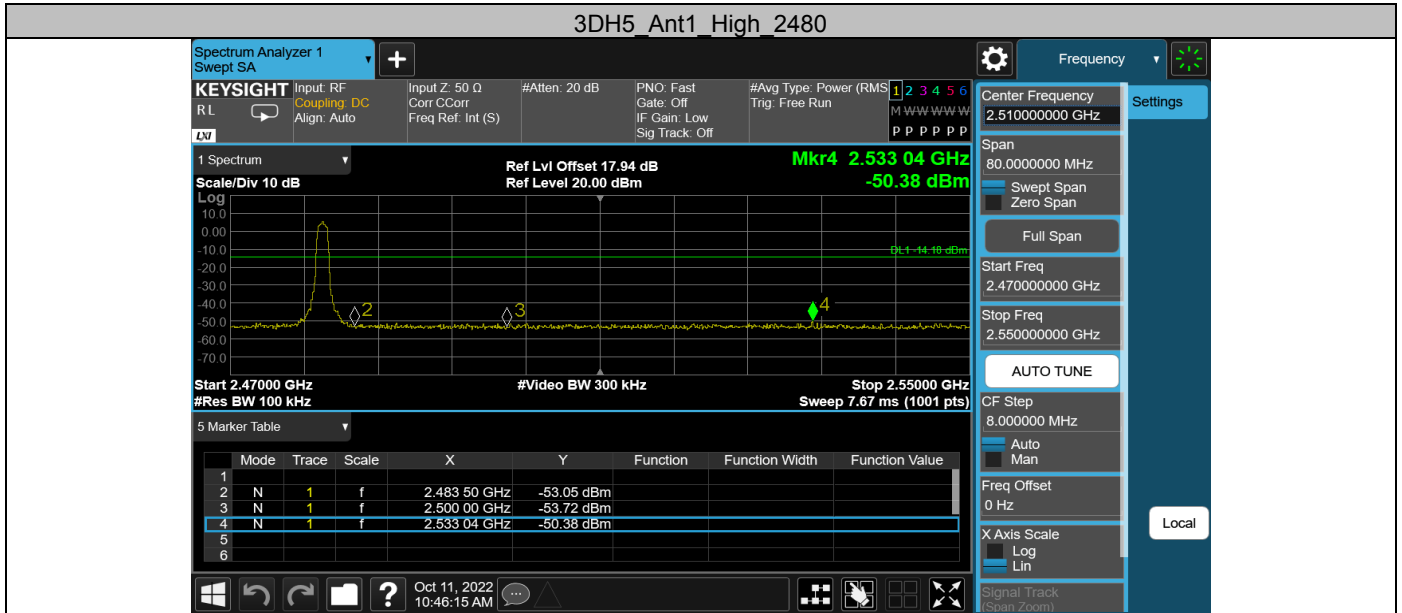 3DH5_Ant1_High_2480
Spectrum Analyzer 1
Swept SA
+
Frequency
KEYSIGHT
RL
LXI
Input: RF
Coupling: DC
Align: Auto
Input Z: 50 Ω
Corr CCorr
Freq Ref: Int (S)
#Atten: 20 dB
PNO: Fast
Gate: Off
IF Gain: Low
Sig Track: Off
#Avg Type: Power (RMS
Trig: Free Run
1 2 3 4 5 6
M W W W W W
P P P P P P
1 Spectrum
Scale/Div 10 dB
Ref Lvl Offset 17.94 dB
Ref Level 20.00 dBm
Mkr4 2.533 04 GHz
-50.38 dBm
Log
10.0
0.00
-10.0
-20.0
-30.0
-40.0
-50.0
-60.0
-70.0
DL1 -14.18 dBm
2
3
4
Start 2.47000 GHz
#Video BW 300 kHz
Stop 2.55000 GHz
#Res BW 100 kHz
Sweep 7.67 ms (1001 pts)
5 Marker Table
Mode Trace Scale X Y Function Function Width Function Value
1
2 N 1 f 2.483 50 GHz -53.05 dBm
3 N 1 f 2.500 00 GHz -53.72 dBm
4 N 1 f 2.533 04 GHz -50.38 dBm
5
6
?
Oct 11, 2022
10:46:15 AM
Center Frequency
2.510000000 GHz
Settings
Span
80.0000000 MHz
Swept Span
Zero Span
Full Span
Start Freq
2.470000000 GHz
Stop Freq
2.550000000 GHz
AUTO TUNE
CF Step
8.000000 MHz
Auto
Man
Freq Offset
0 Hz
Local
X Axis Scale
Log
Lin
Signal Track
(Span Zoom)